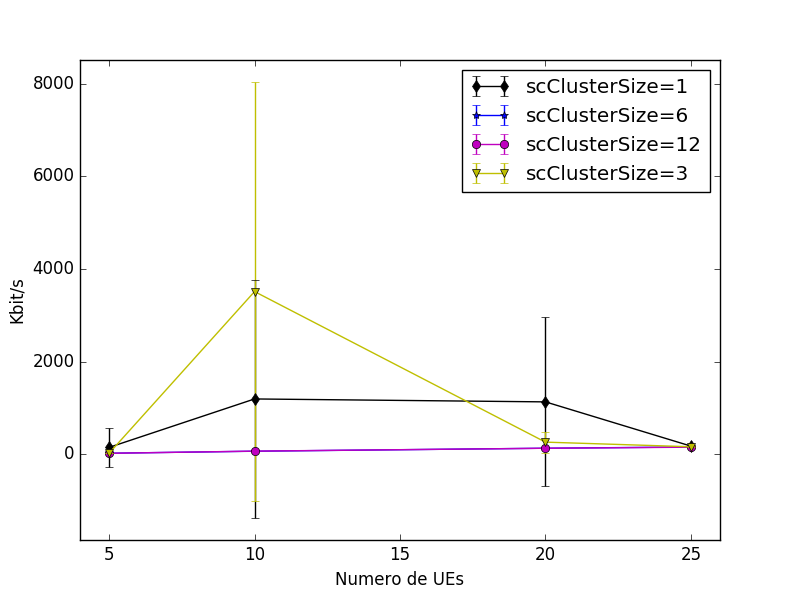 8000
6000
4000
2000
0
Kbit/s
scClusterSize=1
scClusterSize=6
scClusterSize=12
scClusterSize=3
5
10
15
20
25
Numero de UEs